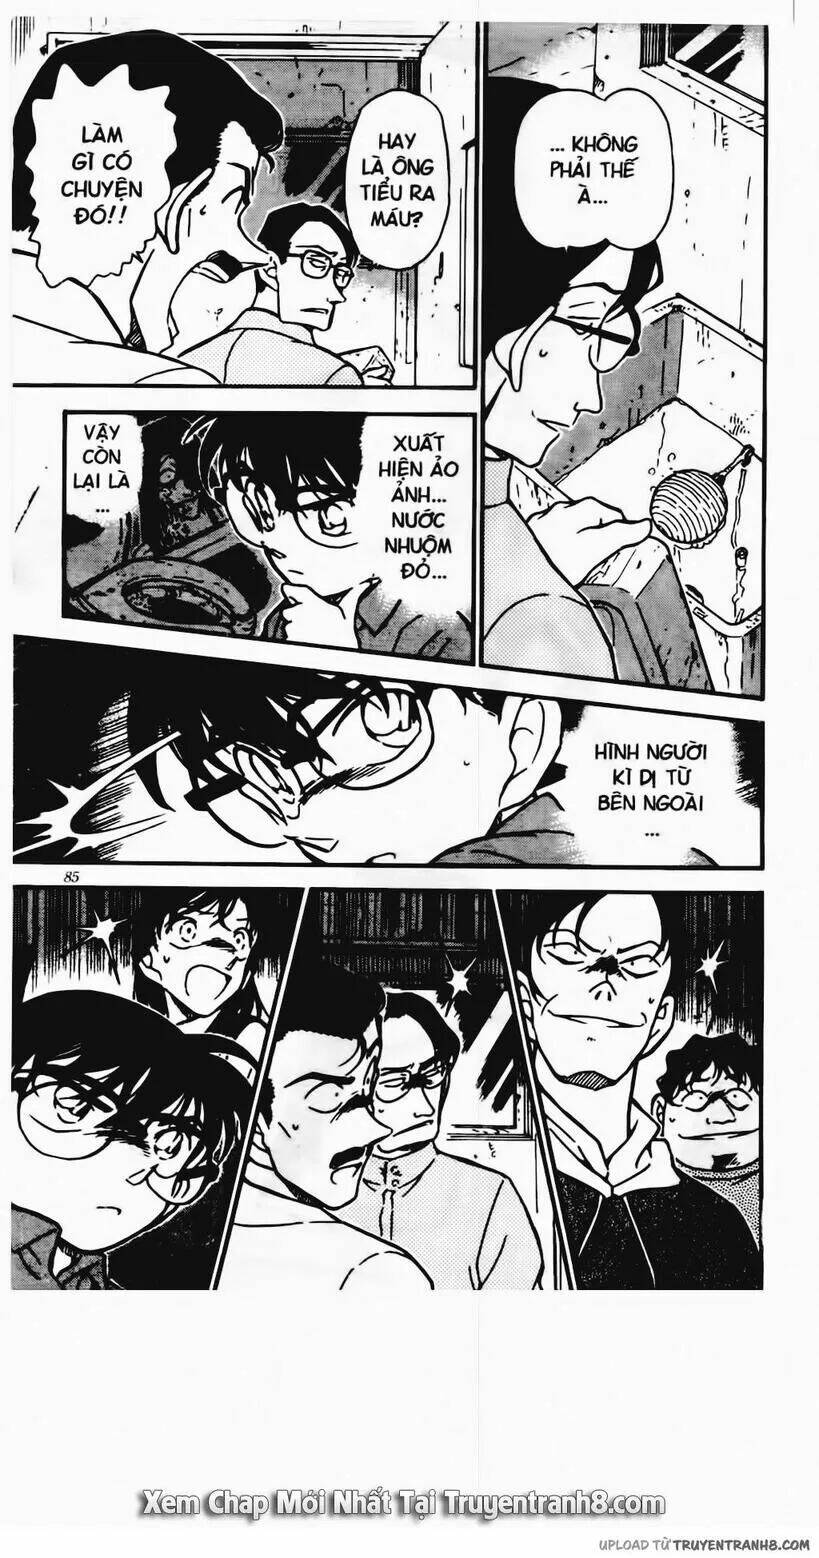 ... KHÔNG
PHẢI THẾ
À...
HAY
LÀ ÔNG
TIỂU RA
MÁU?
LÀM
GÌ CÓ
CHUYỆN
ĐÓ!!
XUẤT
HIỆN ẢO
ẢNH...
NƯỚC
NHUỘM
ĐỎ...
VẬY
CÒN
LẠI LÀ
...
HÌNH NGƯỜI
KÌ DỊ TỪ
BÊN NGOÀI
...
85
Xem Chap Mới Nhất Tại Truyentranh8.com
UPLOAD TỪ TRUYENTRANH8.COM